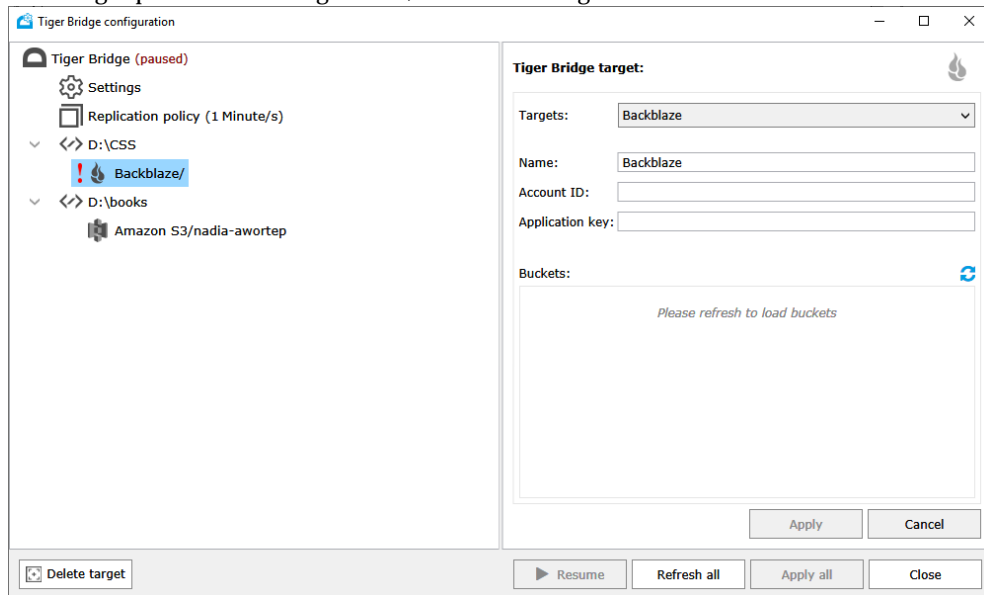 Tiger Bridge configuration
Tiger Bridge (paused)
Settings
Replication policy (1 Minute/s)
D:\CSS
Backblaze/
D:\books
Amazon S3/nadia-awortep
Tiger Bridge target:
Targets: Backblaze
Name: Backblaze
Account ID:
Application key:
Buckets:
Please refresh to load buckets
Apply Cancel
Delete target Resume Refresh all Apply all Close